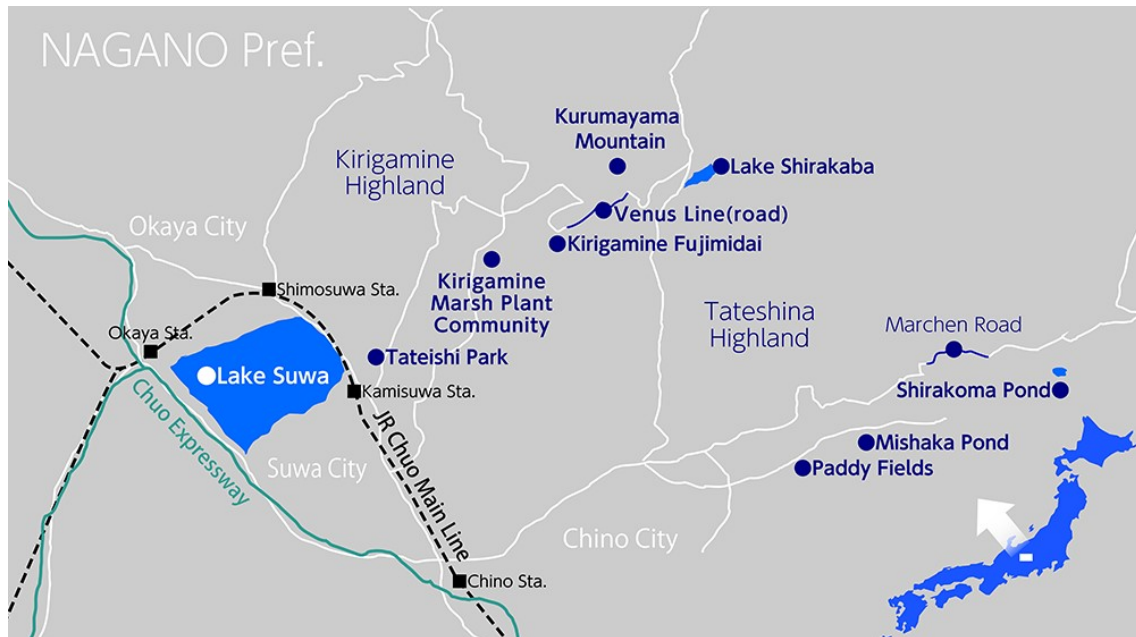 NAGANO Pref.
Kurumayama
Mountain
Kirigamine
Highland
Lake Shirakaba
Venus Line(road)
Okaya City
Kirigamine Fujimidai
Kirigamine
Marsh Plant
Community
Shimosuwa Sta.
Tateshina
Highland
Marchen Road
Okaya Sta.
Tateishi Park
Lake Suwa
Kamisuwa Sta.
Shirakoma Pond
Chuo Expressway
JR Chuo Main Line
Suwa City
Mishaka Pond
Paddy Fields
Chino City
Chino Sta.